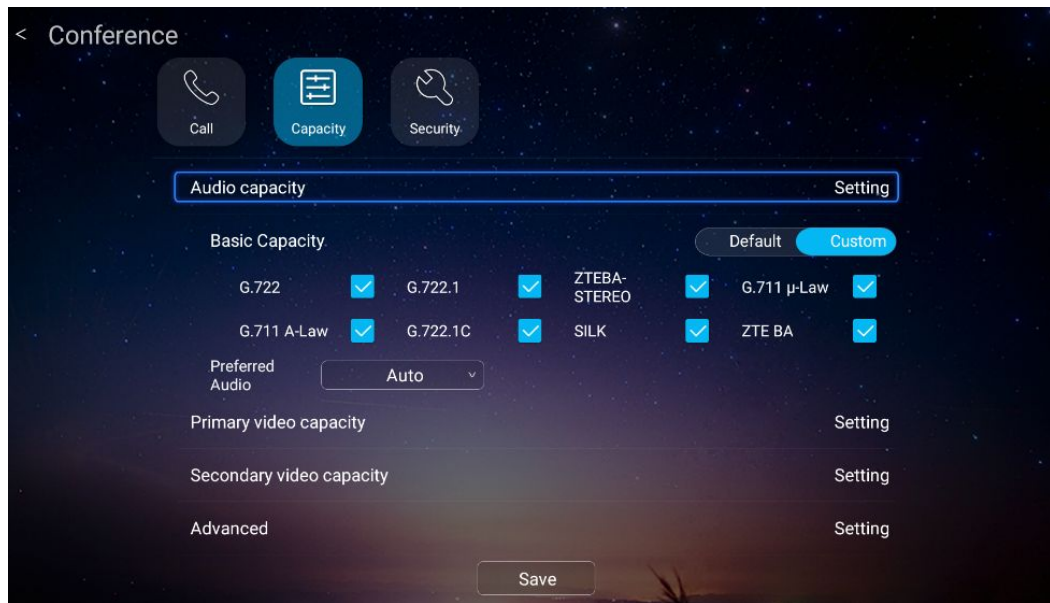 < Conference
Call
Capacity
Security
Audio capacity Setting
Basic Capacity Default Custom
G.722 G.722.1 ZTEBA-
STEREO G.711 μ-Law
G.711 A-Law G.722.1C SILK ZTE BA
Preferred
Audio Auto
Primary video capacity Setting
Secondary video capacity Setting
Advanced Setting
Save